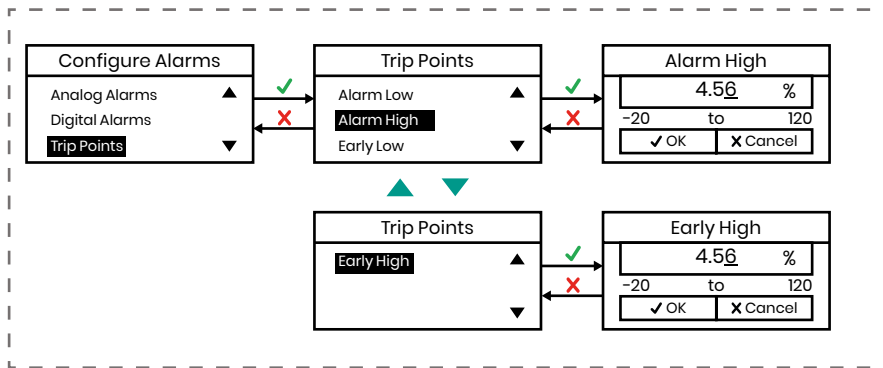 Configure Alarms
Analog Alarms
Digital Alarms
Trip Points
Trip Points
Alarm Low
Alarm High
Early Low
Alarm High
4.56 %
-20 to 120
✓ OK ✗ Cancel
Trip Points
Early High
Early High
4.56 %
-20 to 120
✓ OK ✗ Cancel